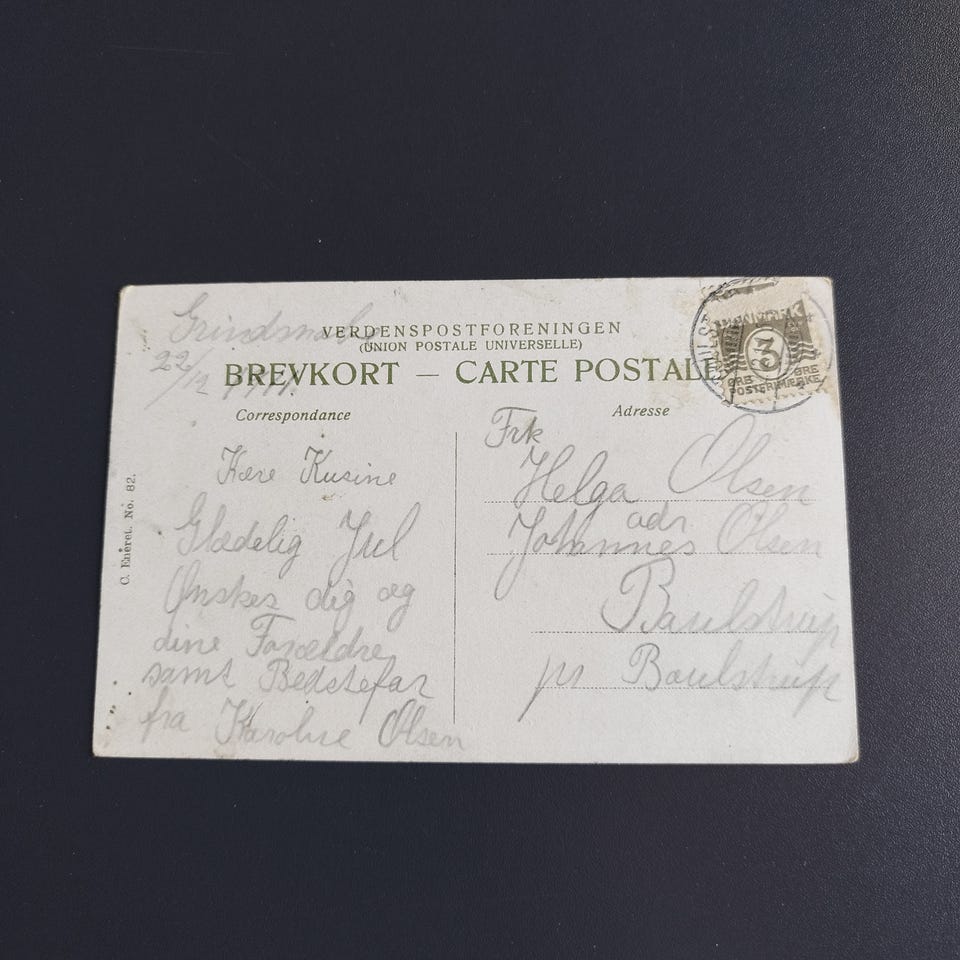 VERDENSPOSTFORENINGEN
(UNION POSTALE UNIVERSELLE)
BREVKORT — CARTE POSTALE
22/12 1911.
Correspondance
Kære Kusine
Glædelig Jul
Ønskes dig og
dine Forældre
samt Bedstefar
fra Karoline Olsen
C. Eneret. No. 82.
Adresse
Frk
Helga Olsen
adr
Johannes Olsen
Baulstrup
pr Baulstrup
3
ØRE ØRE
POSTFRIMÆRKE